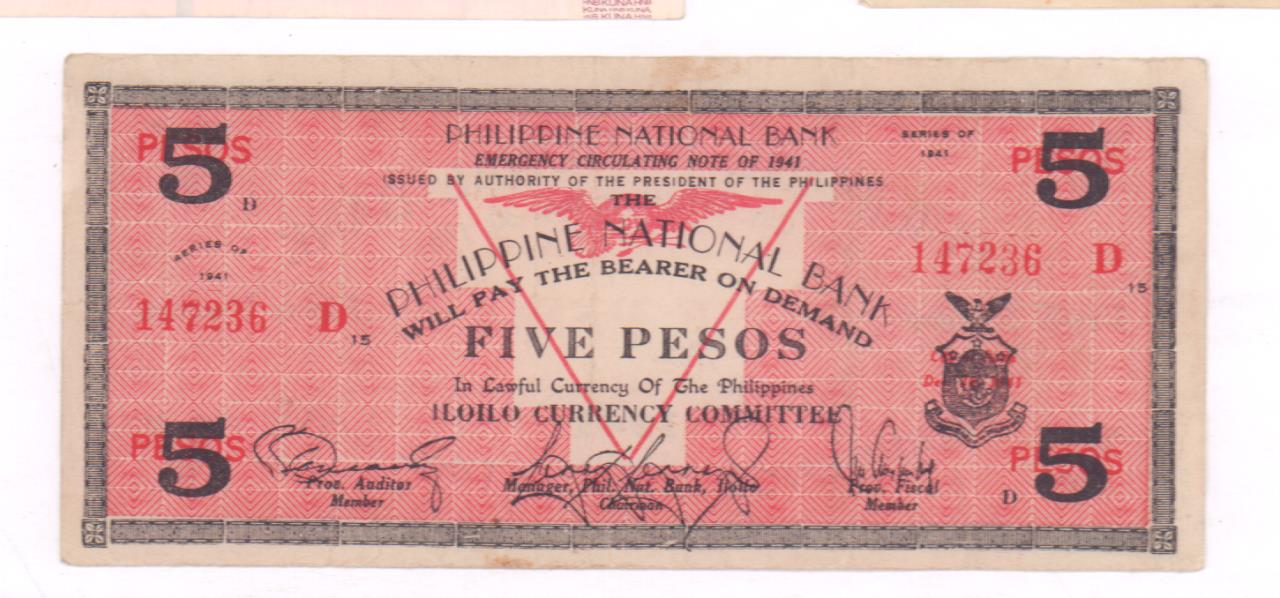 HNBKUNAHNB
KUNAHNBKUNA
HNBKUNAHNB
PHILIPPINE NATIONAL BANK
EMERGENCY CIRCULATING NOTE OF 1941
ISSUED BY AUTHORITY OF THE PRESIDENT OF THE PHILIPPINES
SERIES OF
1941
PESOS
5
D
PESOS
5
THE
PHILIPPINE NATIONAL BANK
WILL PAY THE BEARER ON DEMAND
SERIES OF
1941
147236 D
15
147236 D
15
FIVE PESOS
In Lawful Currency Of The Philippines
ILOILO CURRENCY COMMITTEE
PESOS
5
Prov. Auditor
Member
Manager, Phil. Nat. Bank, Iloilo
Chairman
Prov. Fiscal
Member
D
PESOS
5